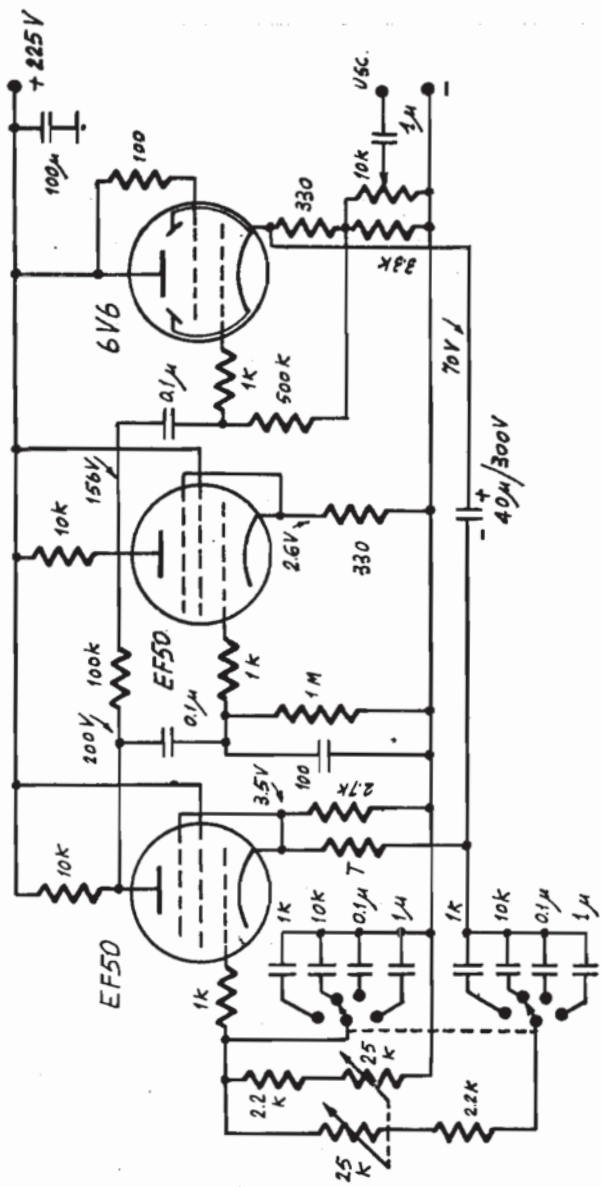 + 225V
100µ
10k
10k
100
6V6
156V
200V
100k
0.1µ
EF50
EF50
0.1µ
1k
1k
1k
500k
330
10k
USC.
1µ
3.3k
2.6V
330
1M
100
3.5V
2.7k
T
1k
10k
0.1µ
1µ
2.2
k
25
k
25
k
2.2k
1k
10k
0.1µ
1µ
70V
- +
40µ/300V
-